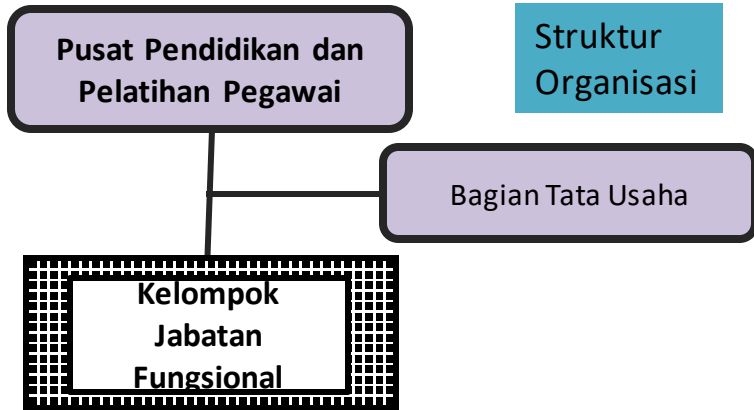 Pusat Pendidikan dan
Pelatihan Pegawai
Struktur
Organisasi
Bagian Tata Usaha
Kelompok
Jabatan
Fungsional